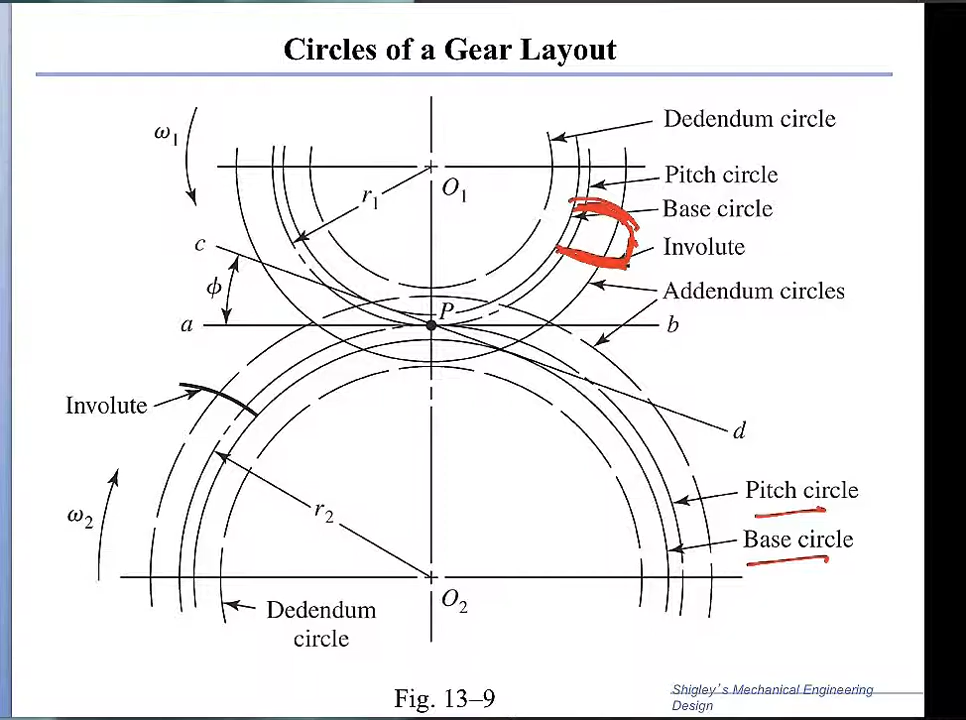 Circles of a Gear Layout
ω1
Dedendum circle
Pitch circle
O1
r1
Base circle
c
Involute
ϕ
Addendum circles
P
a
b
Involute
d
Pitch circle
r2
ω2
Base circle
O2
Dedendum
circle
Fig. 13–9
Shigley's Mechanical Engineering
Design